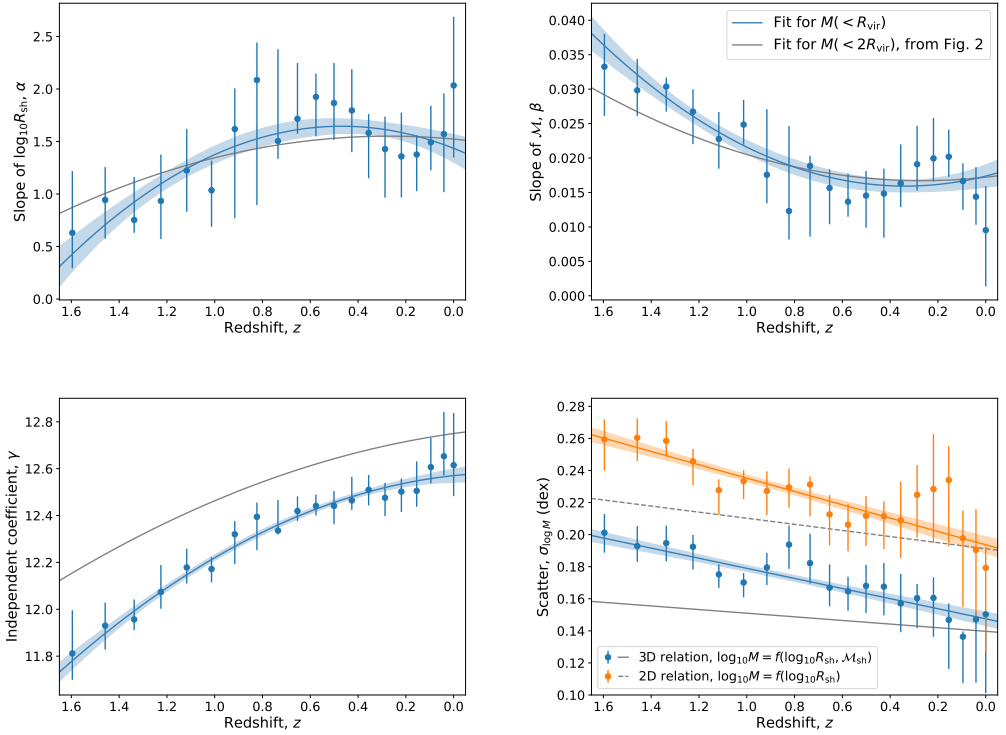 Fit for M(< R_vir)
Fit for M(< 2R_vir), from Fig. 2
Slope of log₁₀R_sh, α
2.5
2.0
1.5
1.0
0.5
0.0
1.6 1.4 1.2 1.0 0.8 0.6 0.4 0.2 0.0
Redshift, z
Slope of ℳ, β
0.040
0.035
0.030
0.025
0.020
0.015
0.010
0.005
0.000
1.6 1.4 1.2 1.0 0.8 0.6 0.4 0.2 0.0
Redshift, z
Independent coefficient, γ
12.8
12.6
12.4
12.2
12.0
11.8
1.6 1.4 1.2 1.0 0.8 0.6 0.4 0.2 0.0
Redshift, z
Scatter, σ_log M (dex)
0.28
0.26
0.24
0.22
0.20
0.18
0.16
0.14
0.12
0.10
3D relation, log₁₀M = f(log₁₀R_sh, ℳ_sh)
2D relation, log₁₀M = f(log₁₀R_sh)
1.6 1.4 1.2 1.0 0.8 0.6 0.4 0.2 0.0
Redshift, z